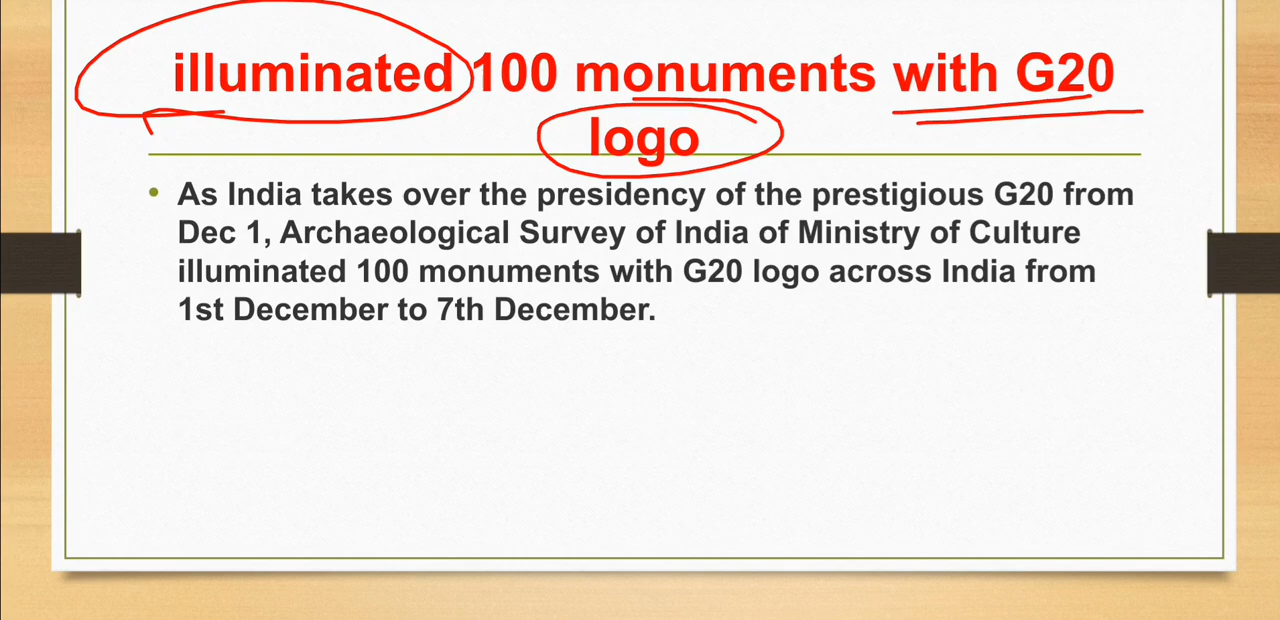 illuminated 100 monuments with G20
logo
• As India takes over the presidency of the prestigious G20 from
Dec 1, Archaeological Survey of India of Ministry of Culture
illuminated 100 monuments with G20 logo across India from
1st December to 7th December.